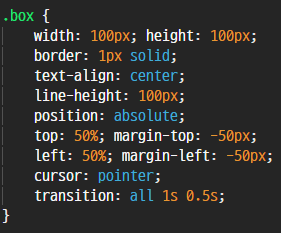 .box {
width: 100px; height: 100px;
border: 1px solid;
text-align: center;
line-height: 100px;
position: absolute;
top: 50%; margin-top: -50px;
left: 50%; margin-left: -50px;
cursor: pointer;
transition: all 1s 0.5s;
}